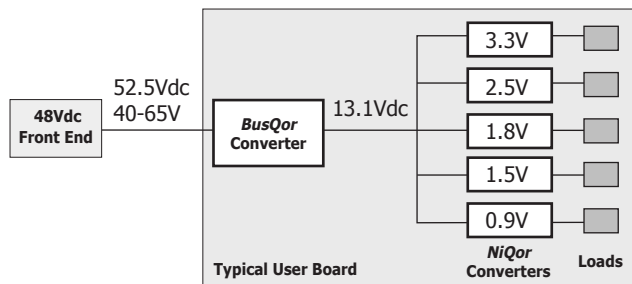 48Vdc
Front End
52.5Vdc
40-65V
BusQor
Converter
13.1Vdc
3.3V
2.5V
1.8V
1.5V
0.9V
NiQor
Converters
Loads
Typical User Board